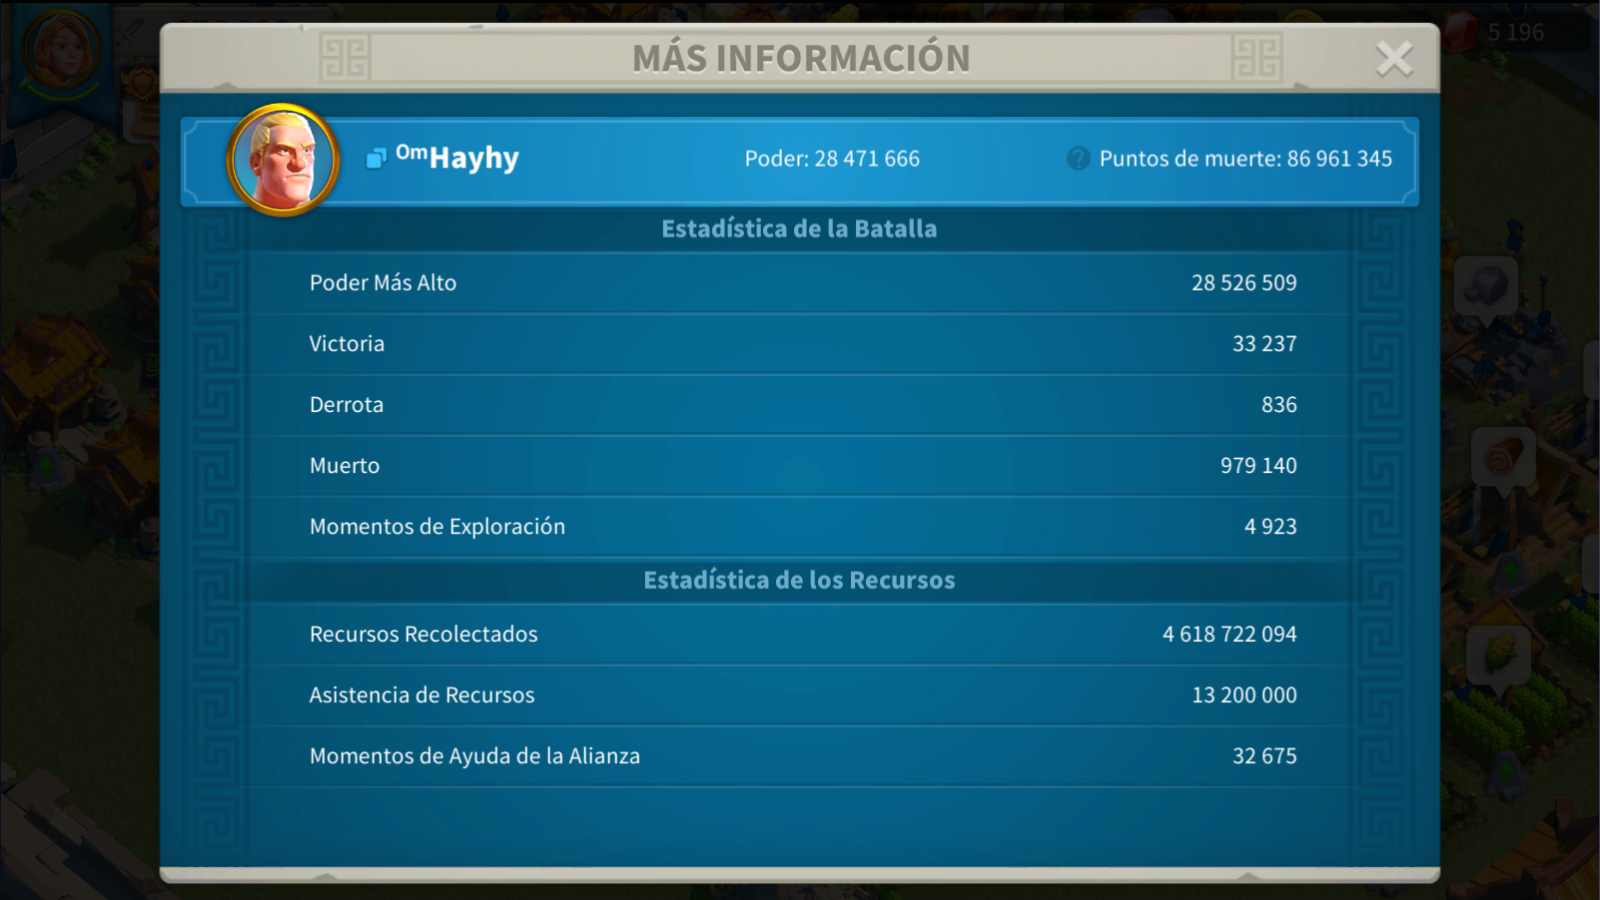 5 196
MÁS INFORMACIÓN
ᴼᵐHayhy
Poder: 28 471 666
Puntos de muerte: 86 961 345
Estadística de la Batalla
Poder Más Alto 28 526 509
Victoria 33 237
Derrota 836
Muerto 979 140
Momentos de Exploración 4 923
Estadística de los Recursos
Recursos Recolectados 4 618 722 094
Asistencia de Recursos 13 200 000
Momentos de Ayuda de la Alianza 32 675